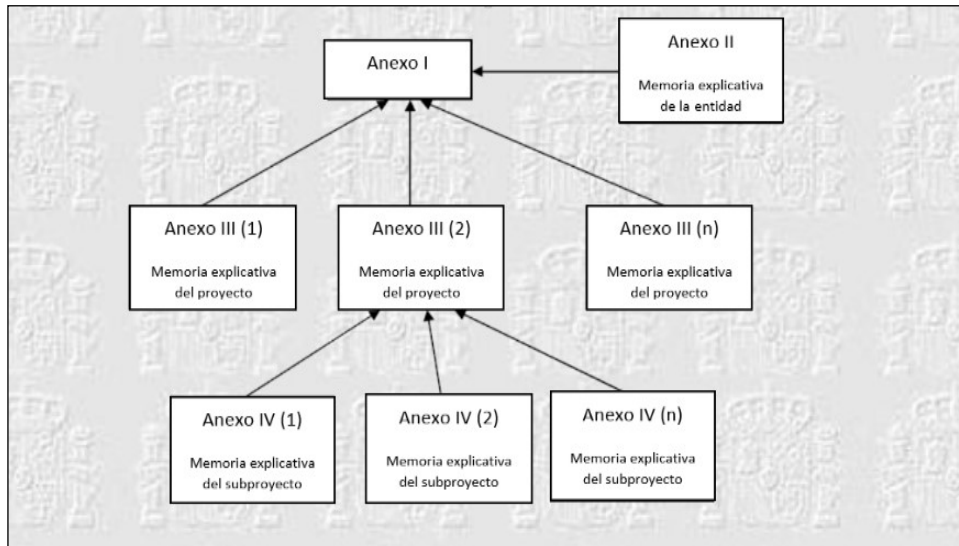 Anexo I
Anexo II
Memoria explicativa
de la entidad
Anexo III (1)
Memoria explicativa
del proyecto
Anexo III (2)
Memoria explicativa
del proyecto
Anexo III (n)
Memoria explicativa
del proyecto
Anexo IV (1)
Memoria explicativa
del subproyecto
Anexo IV (2)
Memoria explicativa
del subproyecto
Anexo IV (n)
Memoria explicativa
del subproyecto